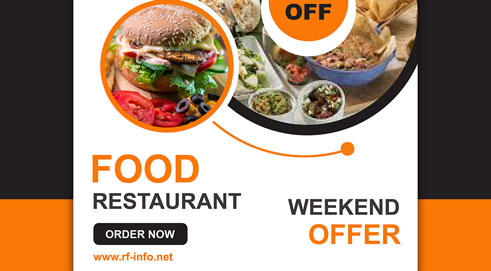 OFF
FOOD
RESTAURANT
ORDER NOW
www.rf-info.net
WEEKEND
OFFER